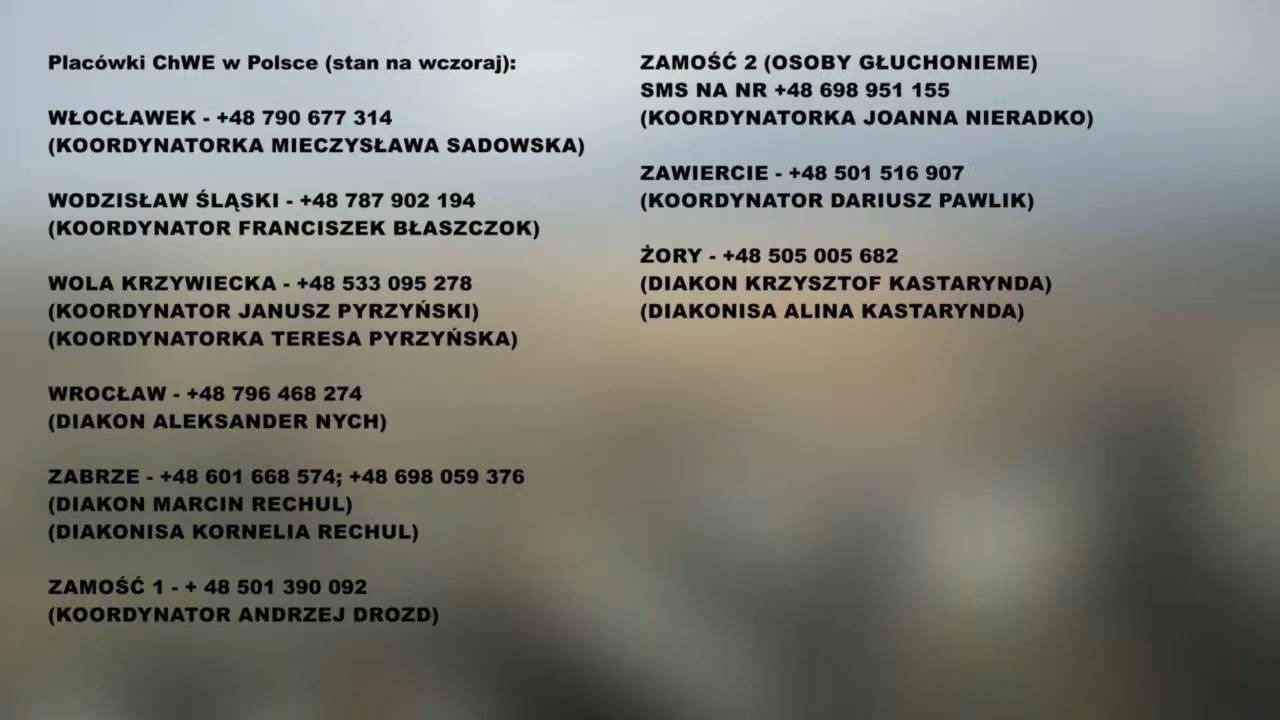 Placówki ChWE w Polsce (stan na wczoraj):
WŁOCŁAWEK - +48 790 677 314
(KOORDYNATORKA MIECZYSŁAWA SADOWSKA)
WODZISŁAW ŚLĄSKI - +48 787 902 194
(KOORDYNATOR FRANCISZEK BŁASZCZOK)
WOLA KRZYWIECKA - +48 533 095 278
(KOORDYNATOR JANUSZ PYRZYŃSKI)
(KOORDYNATORKA TERESA PYRZYŃSKA)
WROCŁAW - +48 796 468 274
(DIAKON ALEKSANDER NYCH)
ZABRZE - +48 601 668 574; +48 698 059 376
(DIAKON MARCIN RECHUL)
(DIAKONISA KORNELIA RECHUL)
ZAMOŚĆ 1 - + 48 501 390 092
(KOORDYNATOR ANDRZEJ DROZD)
ZAMOŚĆ 2 (OSOBY GŁUCHONIEME)
SMS NA NR +48 698 951 155
(KOORDYNATORKA JOANNA NIERADKO)
ZAWIERCIE - +48 501 516 907
(KOORDYNATOR DARIUSZ PAWLIK)
ŻORY - +48 505 005 682
(DIAKON KRZYSZTOF KASTARYNDA)
(DIAKONISA ALINA KASTARYNDA)